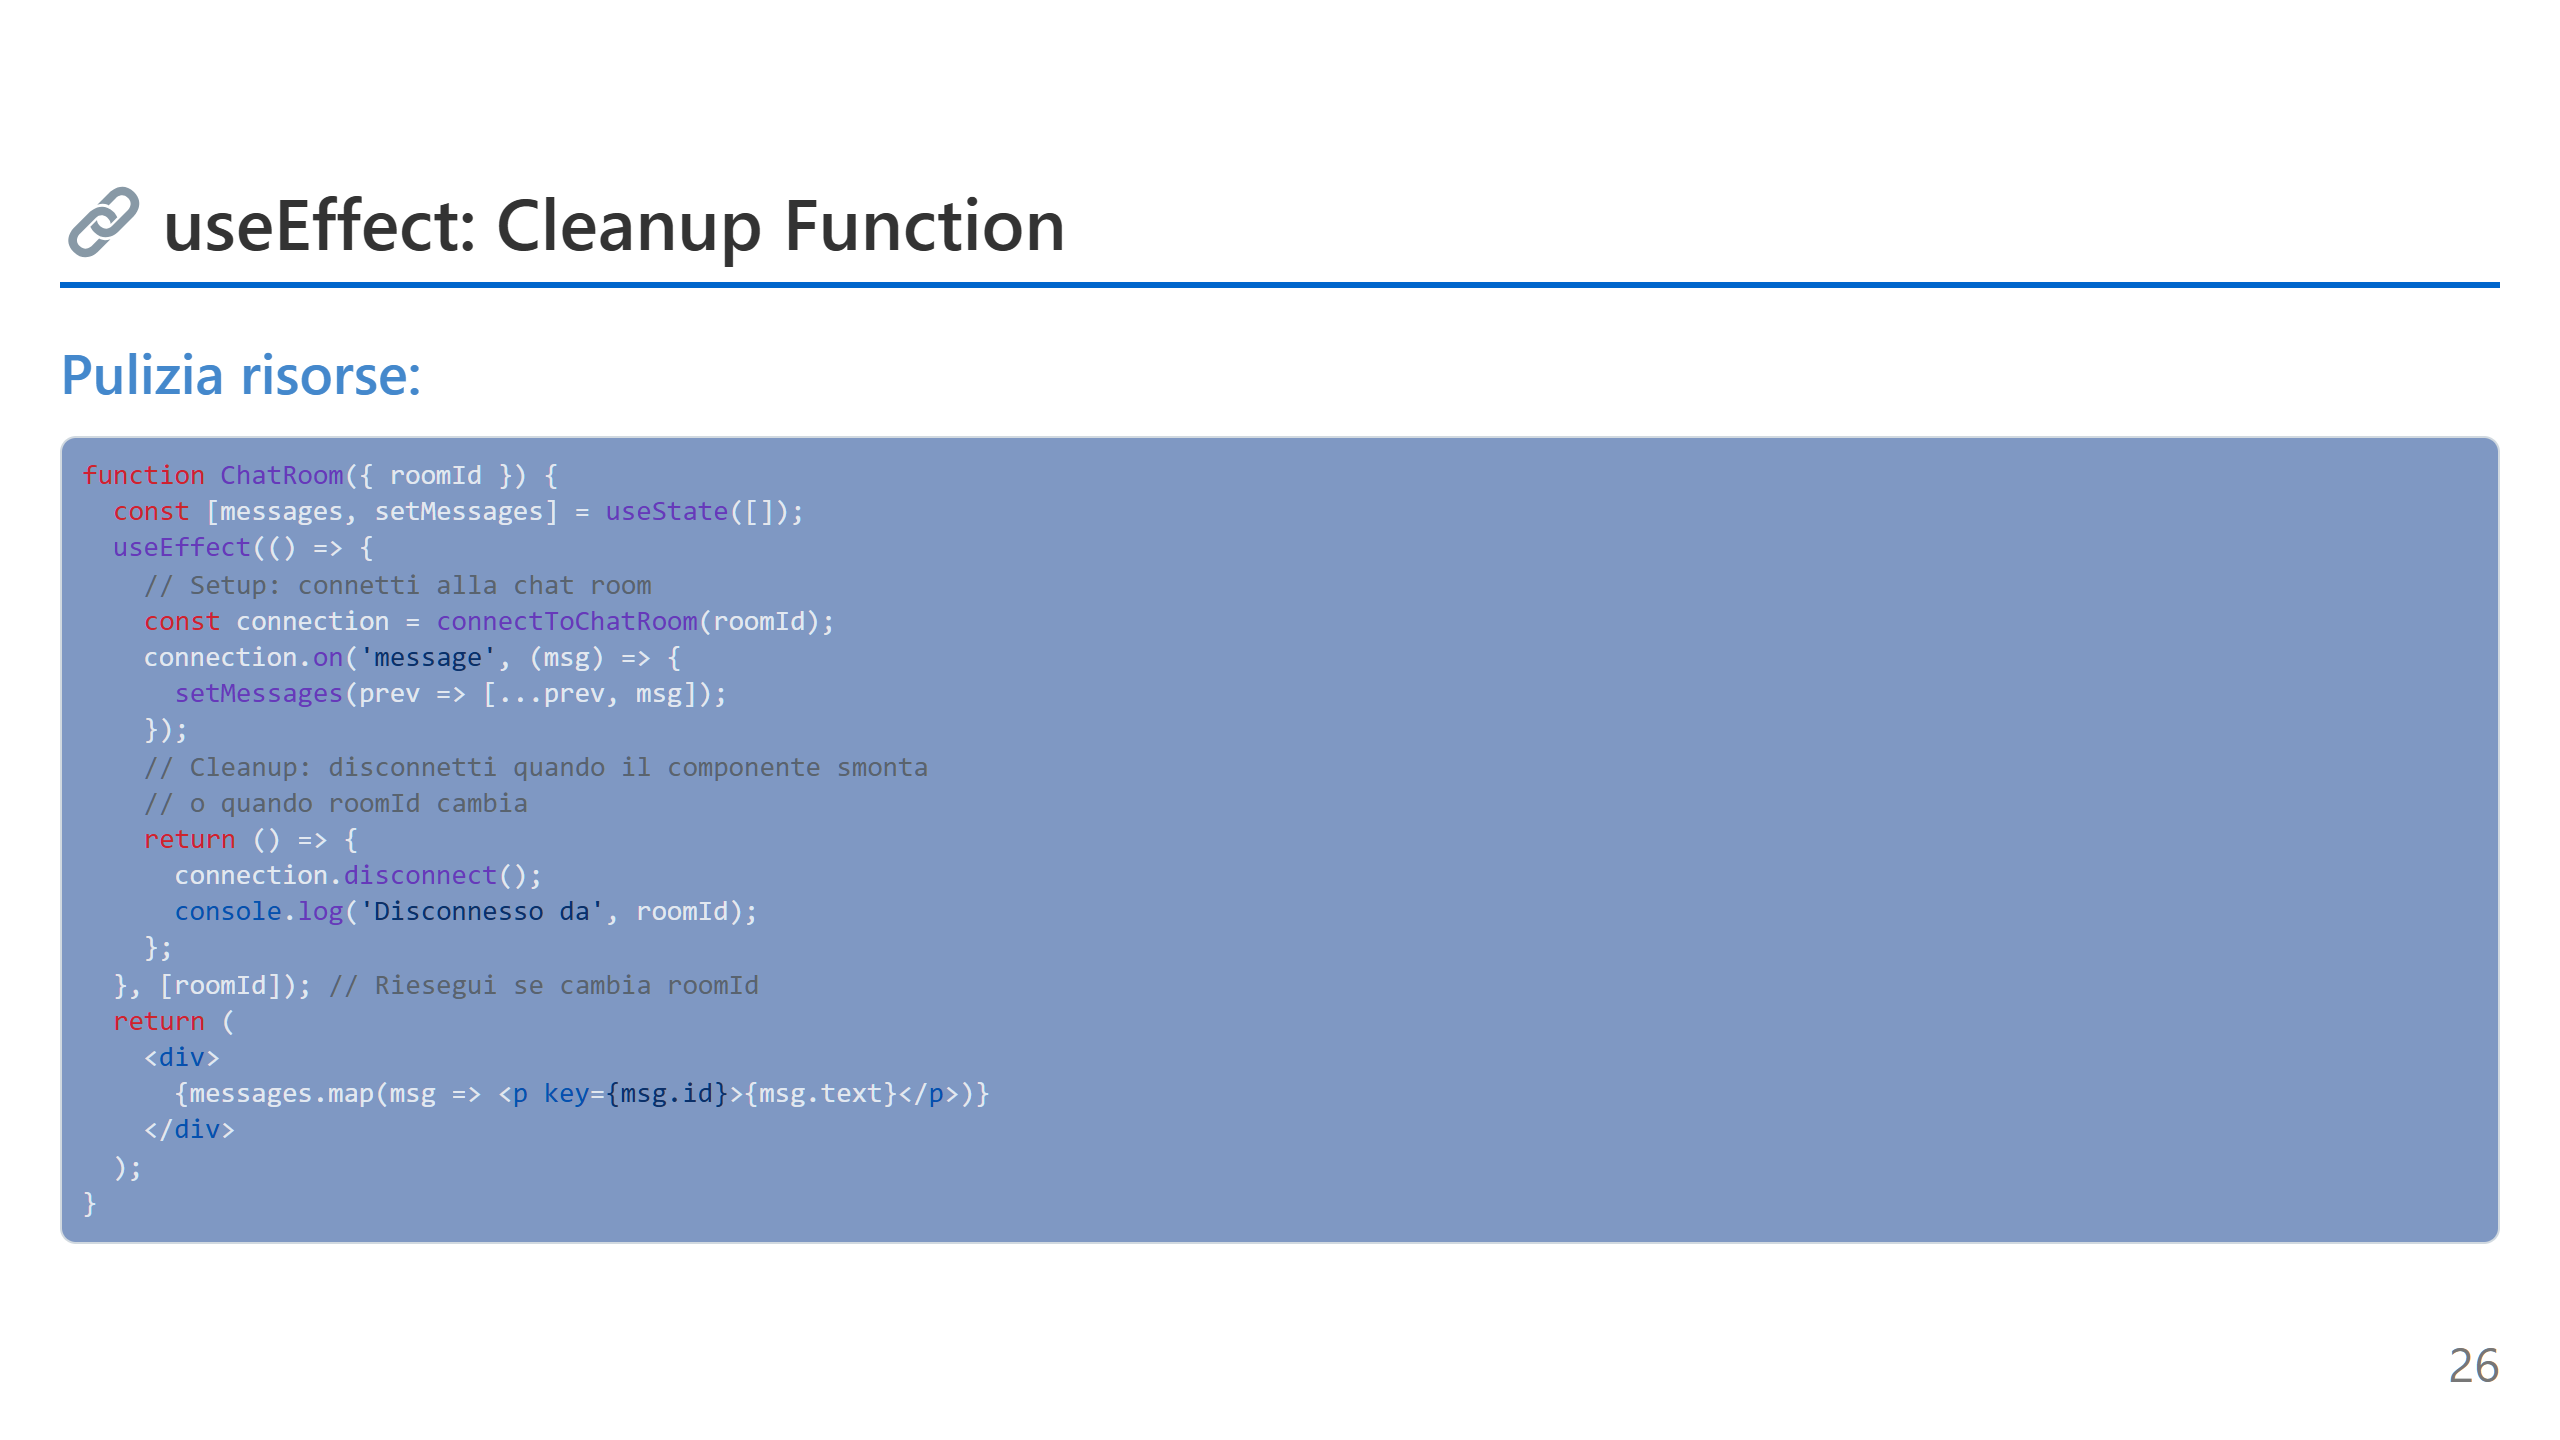 🔗 useEffect: Cleanup Function
Pulizia risorse:
function ChatRoom({ roomId }) {
  const [messages, setMessages] = useState([]);
  useEffect(() => {
    // Setup: connetti alla chat room
    const connection = connectToChatRoom(roomId);
    connection.on('message', (msg) => {
      setMessages(prev => [...prev, msg]);
    });
    // Cleanup: disconnetti quando il componente smonta
    // o quando roomId cambia
    return () => {
      connection.disconnect();
      console.log('Disconnesso da', roomId);
    };
  }, [roomId]); // Riesegui se cambia roomId
  return (
    <div>
      {messages.map(msg => <p key={msg.id}>{msg.text}</p>)}
    </div>
  );
}
26